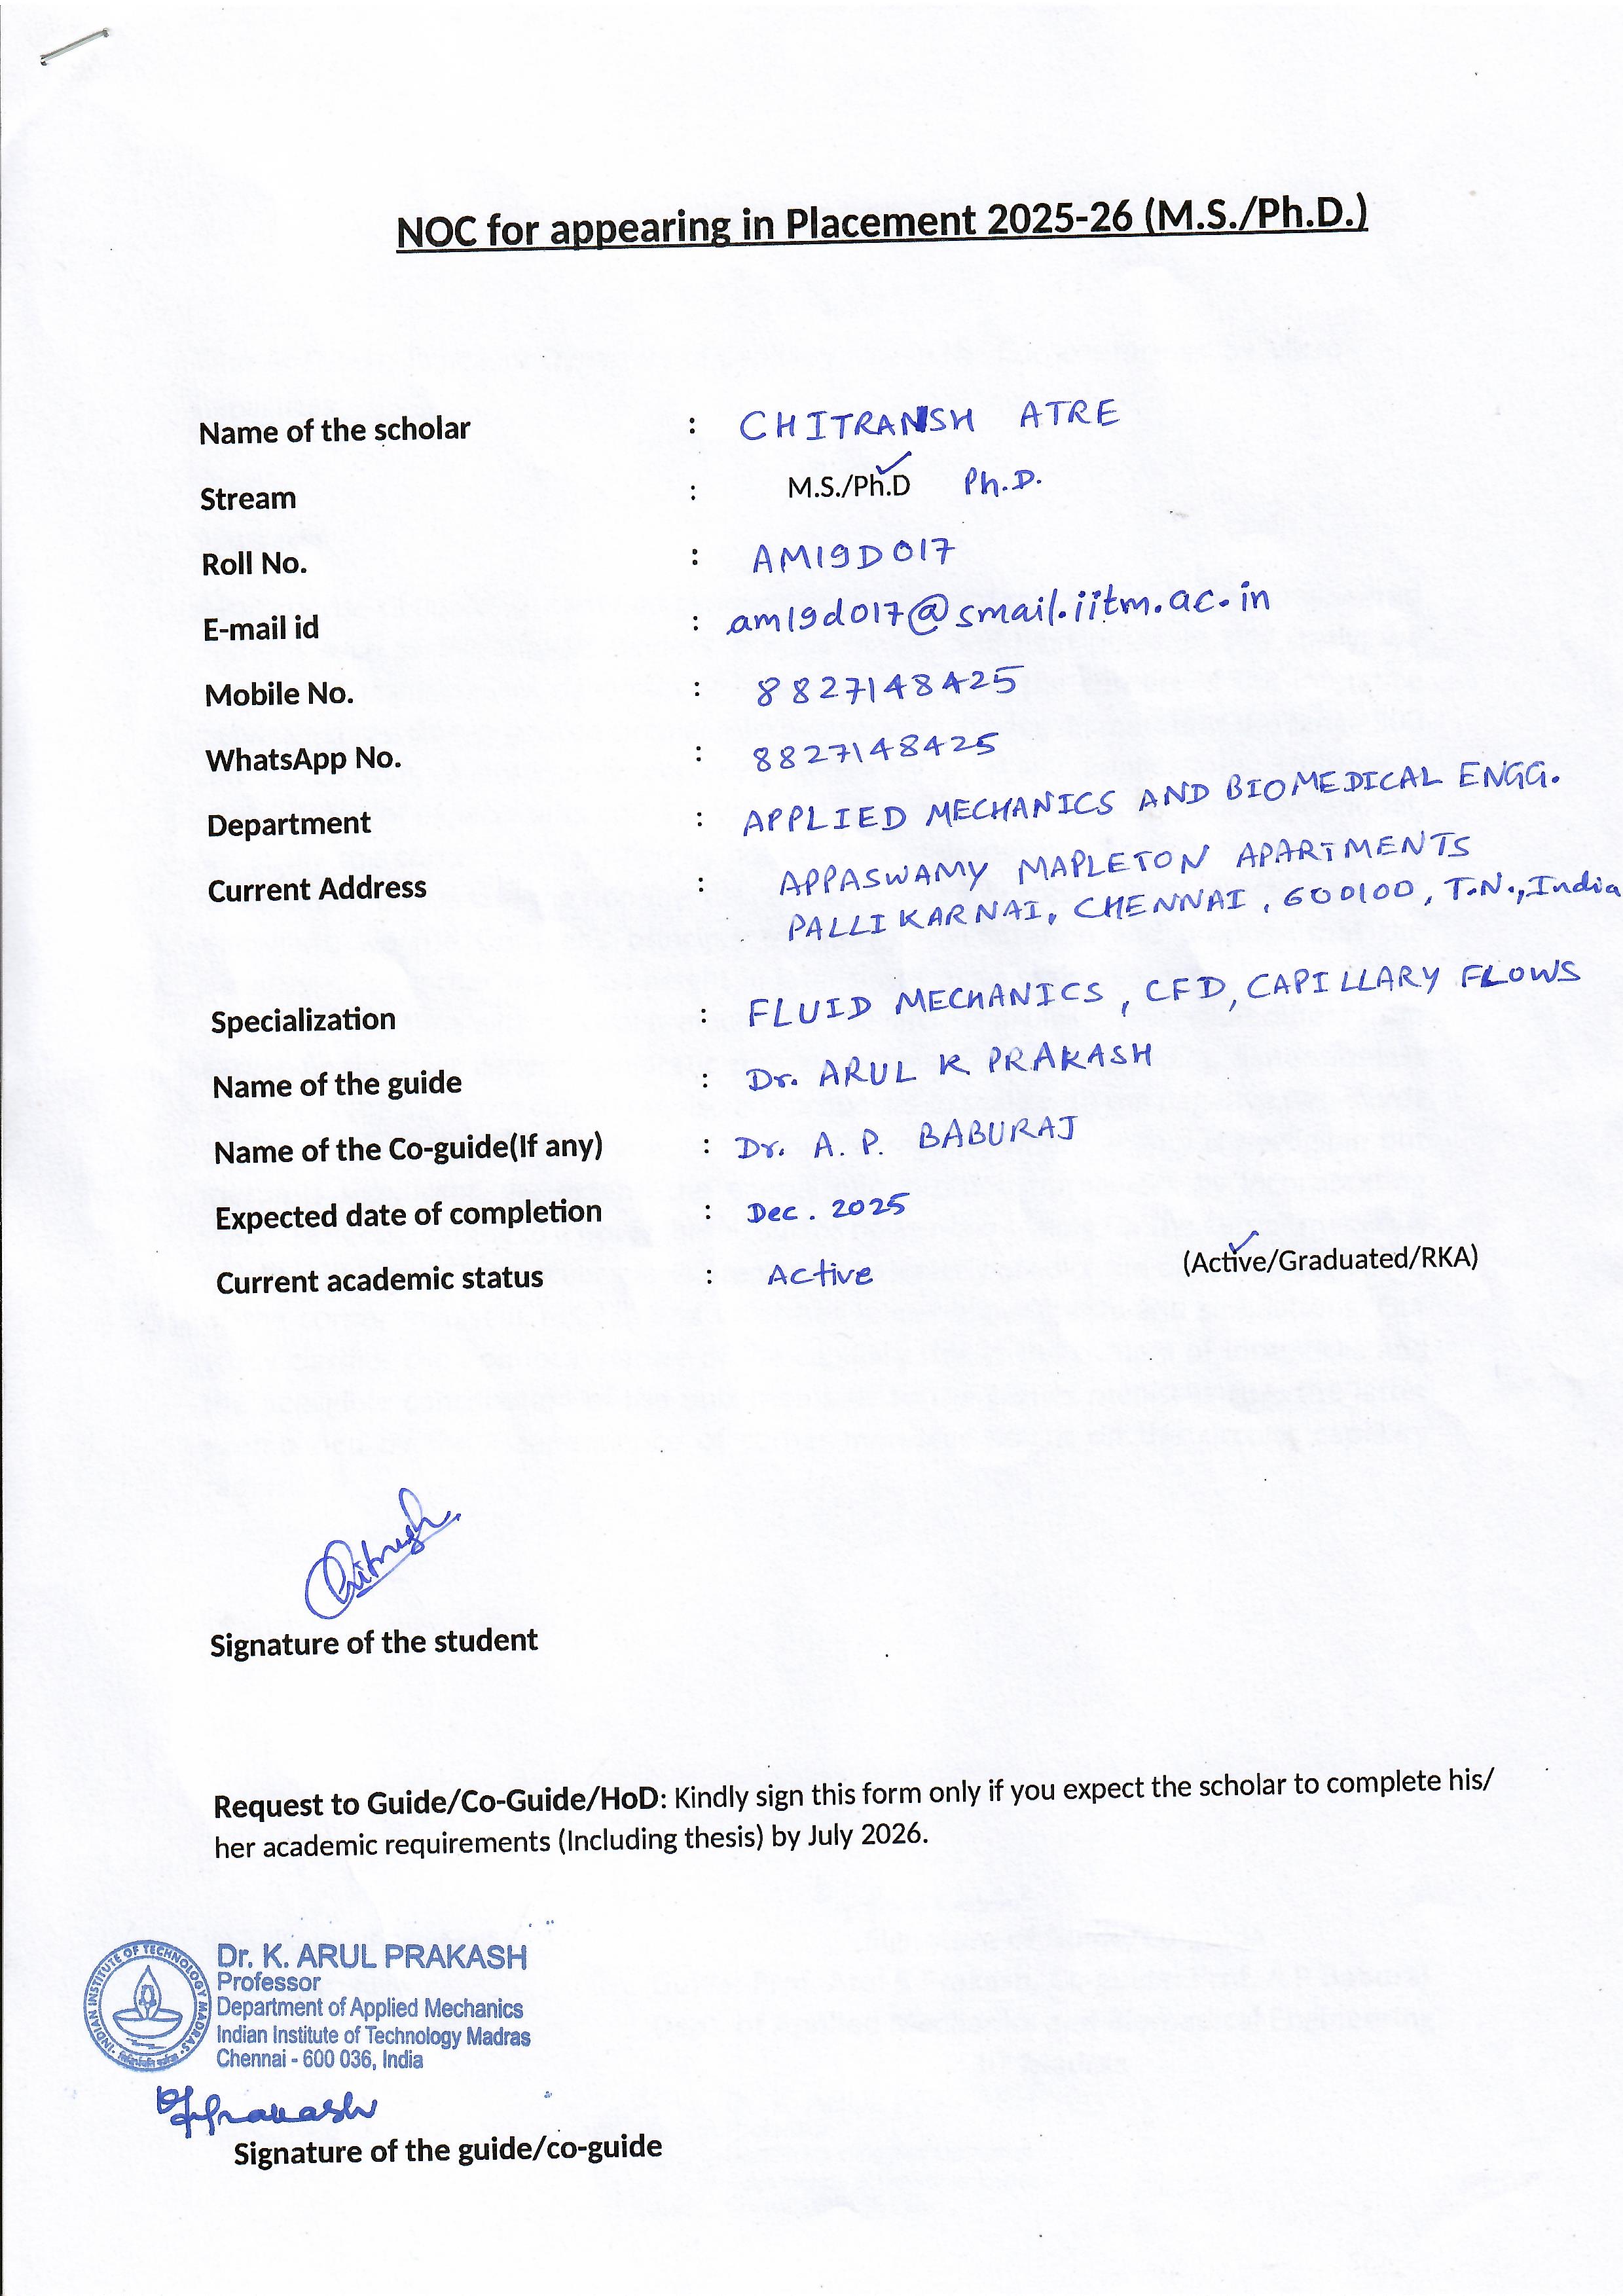 NOC for appearing in Placement 2025-26 (M.S./Ph.D.)
Name of the scholar : CHITRANSH ATRE
Stream : M.S./Ph.D Ph.D.
Roll No. : AM19D017
E-mail id : am19d017@smail.iitm.ac.in
Mobile No. : 8827148425
WhatsApp No. : 8827148425
Department : APPLIED MECHANICS AND BIOMEDICAL ENGG.
Current Address : APPASWAMY MAPLETON APARTMENTS
PALLIKARNAI, CHENNAI, 600100, T.N., India
Specialization : FLUID MECHANICS, CFD, CAPILLARY FLOWS
Name of the guide : Dr. ARUL K PRAKASH
Name of the Co-guide(If any) : Dr. A. P. BABURAJ
Expected date of completion : Dec. 2025
Current academic status : Active (Active/Graduated/RKA)
Chitransh
Signature of the student
Request to Guide/Co-Guide/HoD: Kindly sign this form only if you expect the scholar to complete his/
her academic requirements (Including thesis) by July 2026.
INDIAN INSTITUTE OF TECHNOLOGY MADRAS
Dr. K. ARUL PRAKASH
Professor
Department of Applied Mechanics
Indian Institute of Technology Madras
Chennai - 600 036, India
Signature of the guide/co-guide